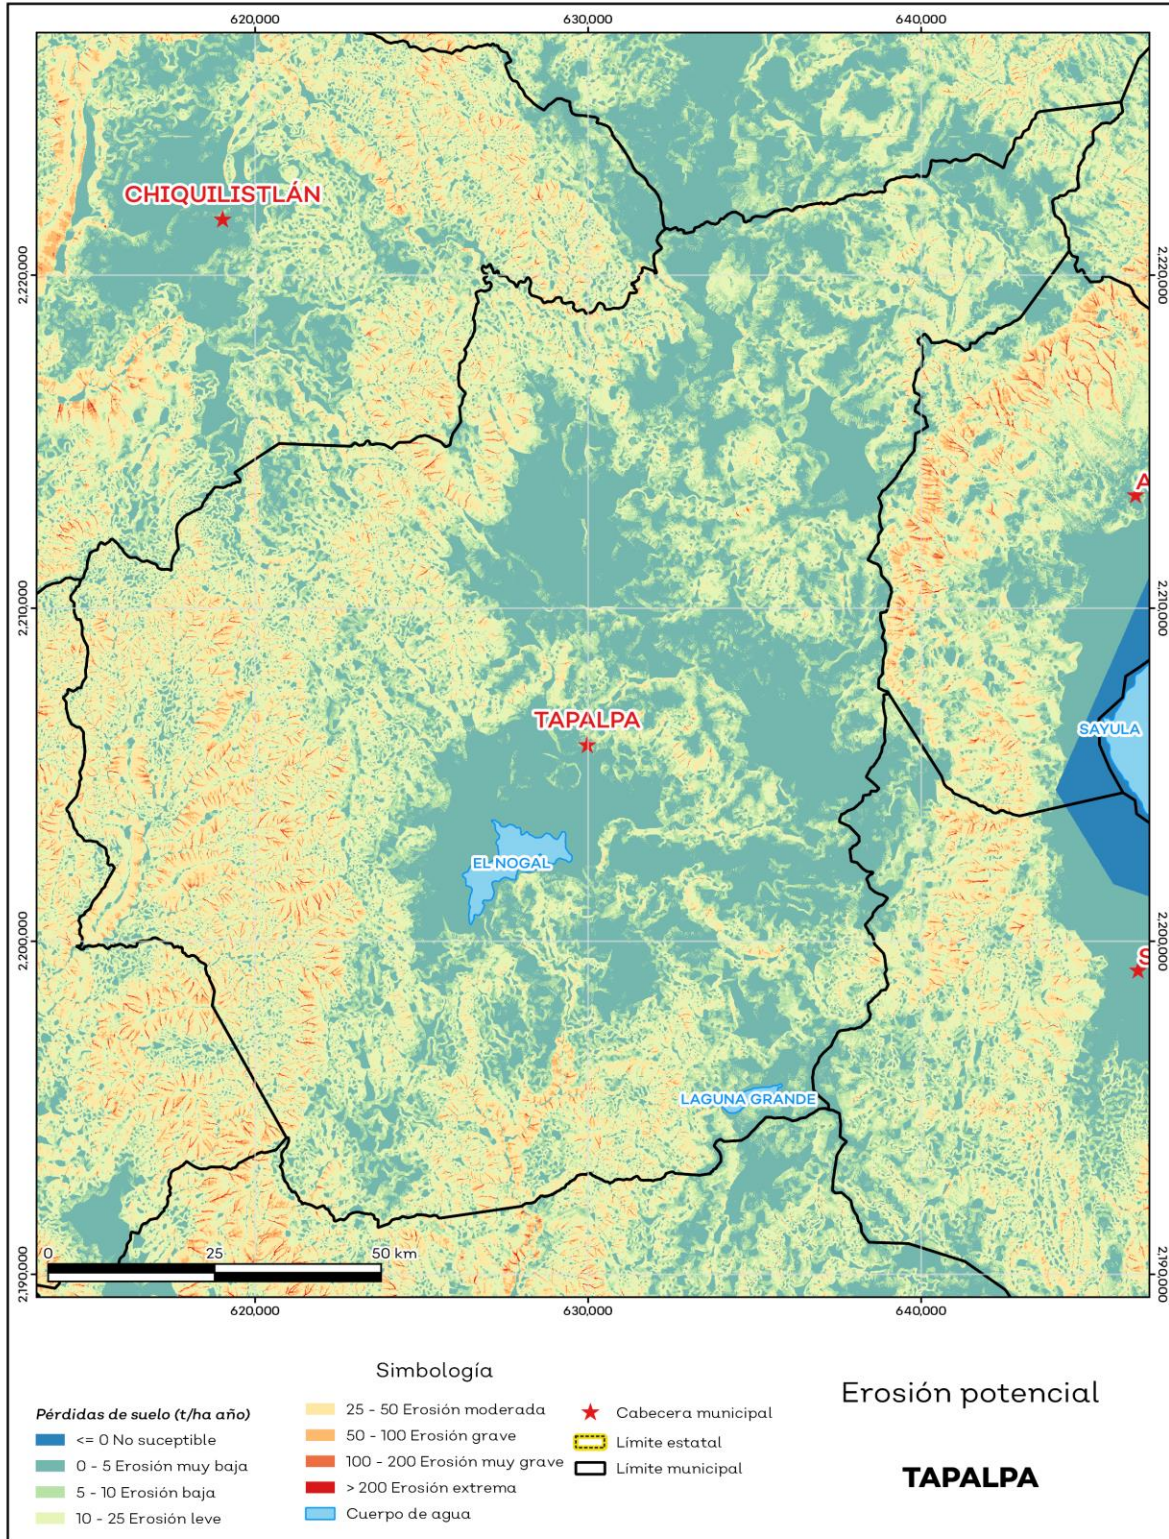 620,000 630,000 640,000
CHIQUILISTLÁN
2,220,000 2,220,000
A
2,210,000 2,210,000
TAPALPA
SAYULA
EL NOGAL
2,200,000 2,200,000
S
LAGUNA GRANDE
0 25 50 km
2,190,000 2,190,000
620,000 630,000 640,000
Simbología
Pérdidas de suelo (t/ha año)
<= 0 No suceptible
0 - 5 Erosión muy baja
5 - 10 Erosión baja
10 - 25 Erosión leve
25 - 50 Erosión moderada
50 - 100 Erosión grave
100 - 200 Erosión muy grave
> 200 Erosión extrema
Cuerpo de agua
Cabecera municipal
Límite estatal
Límite municipal
Erosión potencial
TAPALPA